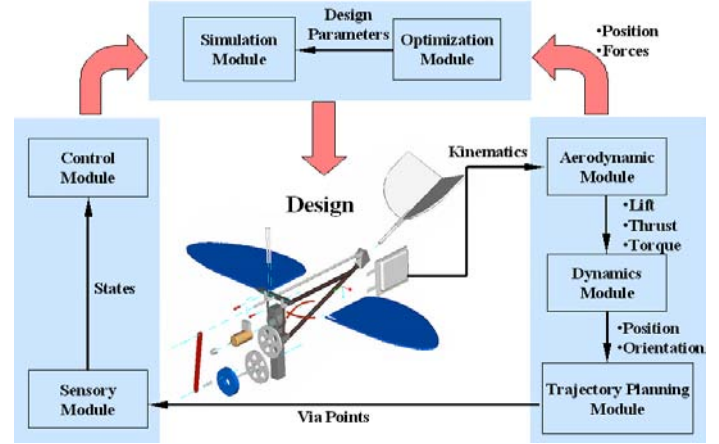 Design
Parameters
Simulation
Module
Optimization
Module
•Position
•Forces
Control
Module
Kinematics
Aerodynamic
Module
Design
•Lift
•Thrust
•Torque
States
Dynamics
Module
•Position
•Orientation
Sensory
Module
Via Points
Trajectory Planning
Module